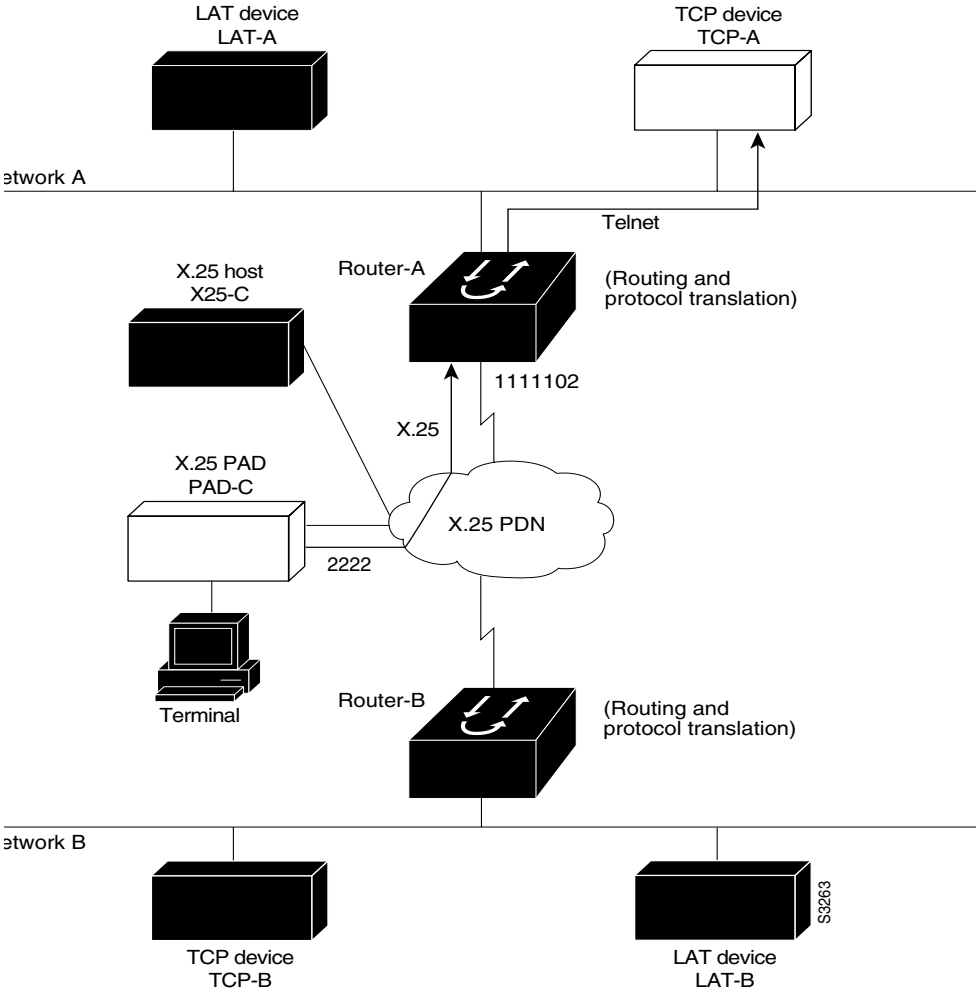 LAT device
LAT-A
TCP device
TCP-A
etwork A
Telnet
Router-A
(Routing and
protocol translation)
X.25 host
X25-C
1111102
X.25
X.25 PAD
PAD-C
X.25 PDN
2222
Terminal
Router-B
(Routing and
protocol translation)
etwork B
S3263
TCP device
TCP-B
LAT device
LAT-B